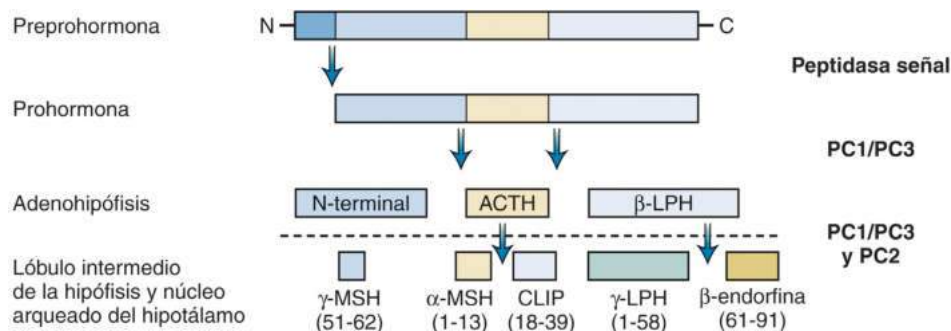 Preprohormona
N
C
Peptidasa señal
Prohormona
PC1/PC3
Adenohipófisis
N-terminal
ACTH
β-LPH
PC1/PC3
y PC2
Lóbulo intermedio
de la hipófisis y núcleo
arqueado del hipotálamo
γ-MSH
(51-62)
α-MSH
(1-13)
CLIP
(18-39)
γ-LPH
(1-58)
β-endorfina
(61-91)